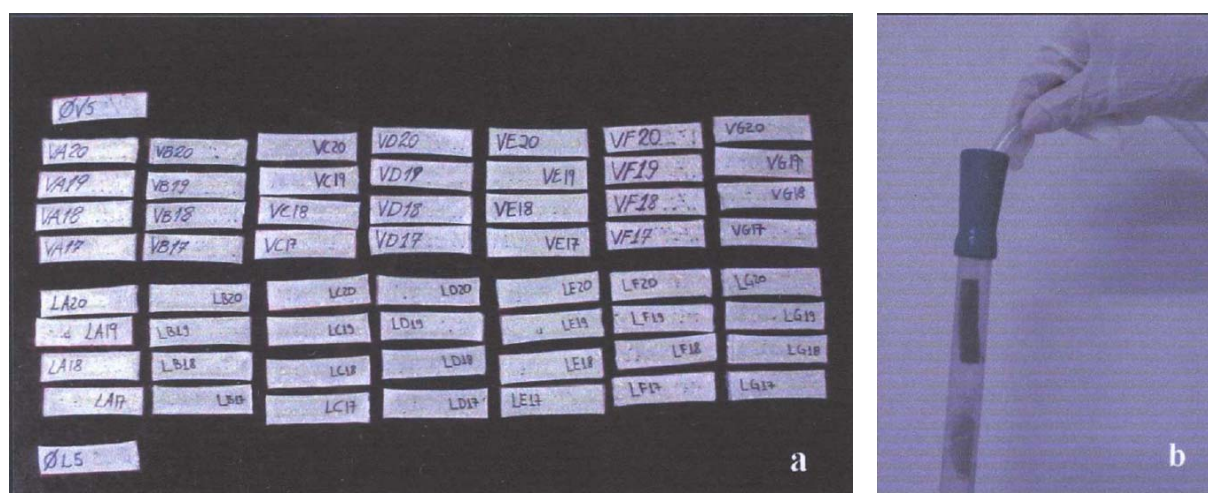 ØV5
VA20 VB20 VC20 VD20 VE20 VF20 VG20
VA19 VB19 VC19 VD19 VE19 VF19 VG19
VA18 VB18 VC18 VD18 VE18 VF18 VG18
VA17 VB17 VC17 VD17 VE17 VF17 VG17
LA20 LB20 LC20 LD20 LE20 LF20 LG20
LA19 LB19 LC19 LD19 LE19 LF19 LG19
LA18 LB18 LC18 LD18 LE18 LF18 LG18
LA17 LB17 LC17 LD17 LE17 LF17 LG17
ØL5
a
b